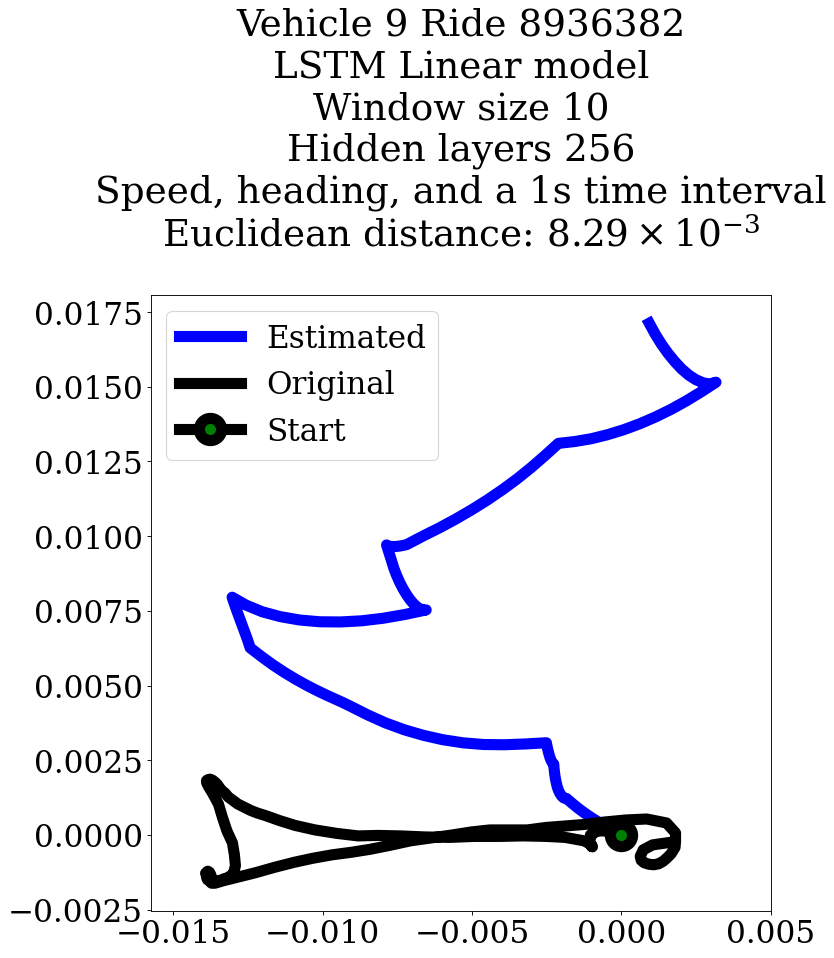 Vehicle 9 Ride 8936382
LSTM Linear model
Window size 10
Hidden layers 256
Speed, heading, and a 1s time interval
Euclidean distance: 8.29 × 10⁻³
Estimated
Original
Start
0.0175
0.0150
0.0125
0.0100
0.0075
0.0050
0.0025
0.0000
−0.0025
−0.015 −0.010 −0.005 0.000 0.005